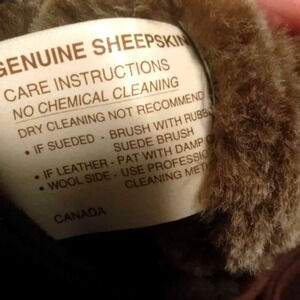 GENUINE SHEEPSKIN
CARE INSTRUCTIONS
NO CHEMICAL CLEANING
DRY CLEANING NOT RECOMMEND
• IF SUEDED - BRUSH WITH RUBB
SUEDE BRUSH
• IF LEATHER - PAT WITH DAMP
• WOOL SIDE - USE PROFESSIO
CLEANING METH
CANADA